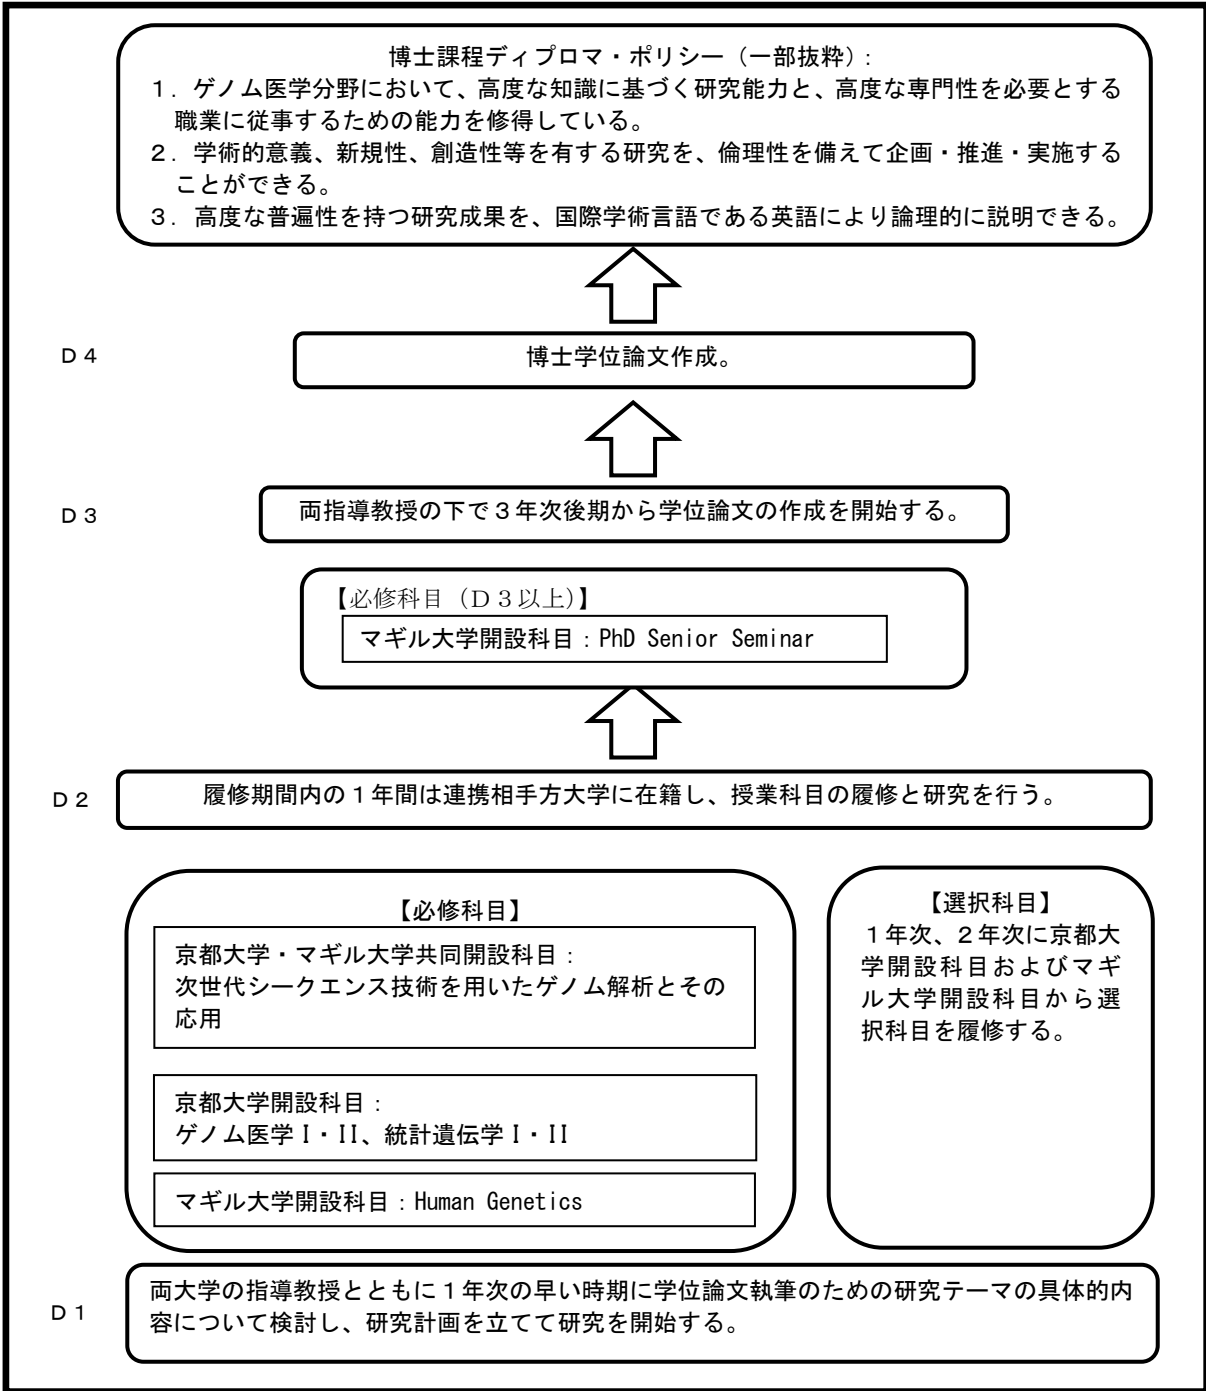 博士課程ディプロマ・ポリシー（一部抜粋）：
１．ゲノム医学分野において、高度な知識に基づく研究能力と、高度な専門性を必要とする
職業に従事するための能力を修得している。
２．学術的意義、新規性、創造性等を有する研究を、倫理性を備えて企画・推進・実施する
ことができる。
３．高度な普遍性を持つ研究成果を、国際学術言語である英語により論理的に説明できる。
Ｄ４
博士学位論文作成。
Ｄ３
両指導教授の下で３年次後期から学位論文の作成を開始する。
【必修科目（Ｄ３以上）】
マギル大学開設科目：PhD Senior Seminar
Ｄ２
履修期間内の１年間は連携相手方大学に在籍し、授業科目の履修と研究を行う。
【必修科目】
京都大学・マギル大学共同開設科目：
次世代シークエンス技術を用いたゲノム解析とその
応用
京都大学開設科目：
ゲノム医学 I・II、統計遺伝学 I・II
マギル大学開設科目：Human Genetics
【選択科目】
１年次、２年次に京都大
学開設科目およびマギ
ル大学開設科目から選
択科目を履修する。
Ｄ１
両大学の指導教授とともに１年次の早い時期に学位論文執筆のための研究テーマの具体的内
容について検討し、研究計画を立てて研究を開始する。